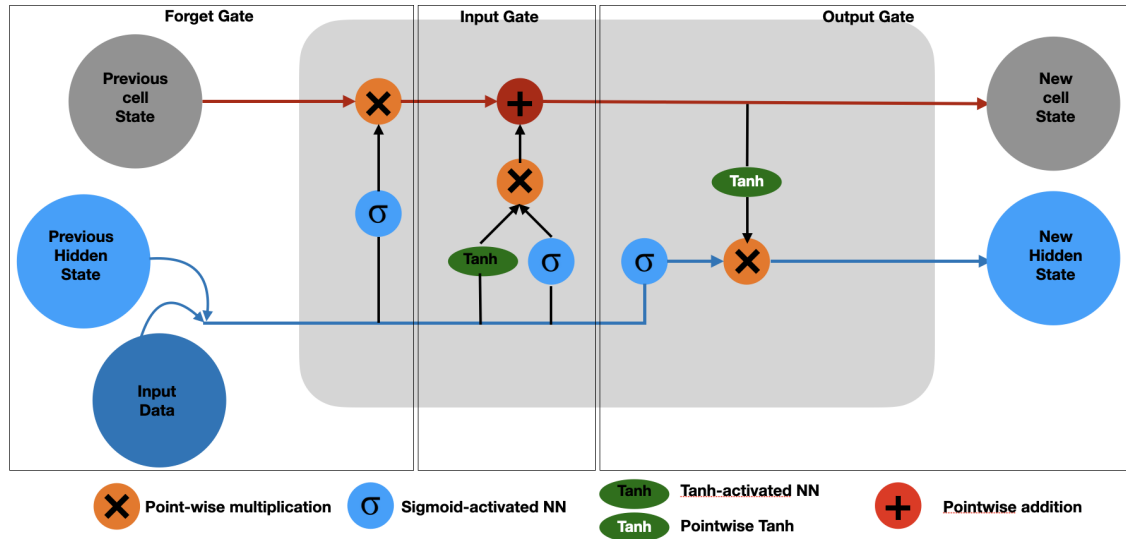 Forget Gate
Input Gate
Output Gate
Previous
cell
State
New
cell
State
Tanh
σ
Previous
Hidden
State
Tanh
σ
σ
New
Hidden
State
Input
Data
Point-wise multiplication
σ
Sigmoid-activated NN
Tanh
Tanh-activated NN
Tanh
Pointwise Tanh
Pointwise addition